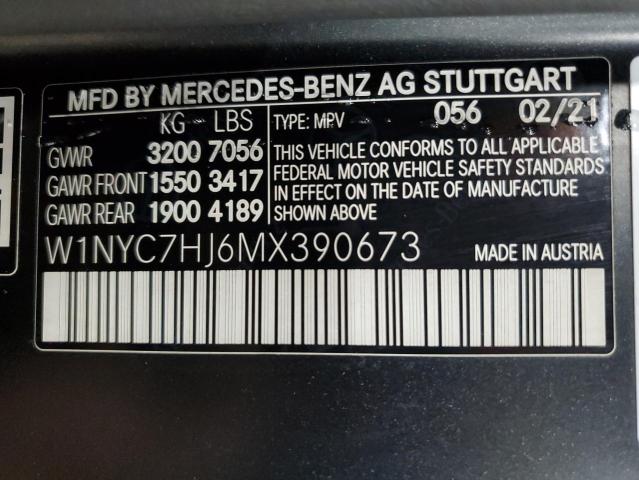 MFD BY MERCEDES-BENZ AG STUTTGART
KG LBS TYPE: MPV 056 02/21
GVWR 3200 7056 THIS VEHICLE CONFORMS TO ALL APPLICABLE
FEDERAL MOTOR VEHICLE SAFETY STANDARDS
GAWR FRONT 1550 3417 IN EFFECT ON THE DATE OF MANUFACTURE
GAWR REAR 1900 4189 SHOWN ABOVE
W1NYC7HJ6MX390673 MADE IN AUSTRIA